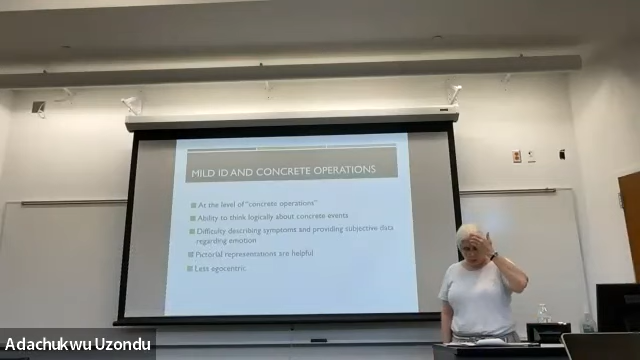 MILD ID AND CONCRETE OPERATIONS
At the level of "concrete operations"
Ability to think logically about concrete events
Difficulty describing symptoms and providing subjective data
regarding emotion
Pictorial representations are helpful
Less egocentric
Adachukwu Uzondu